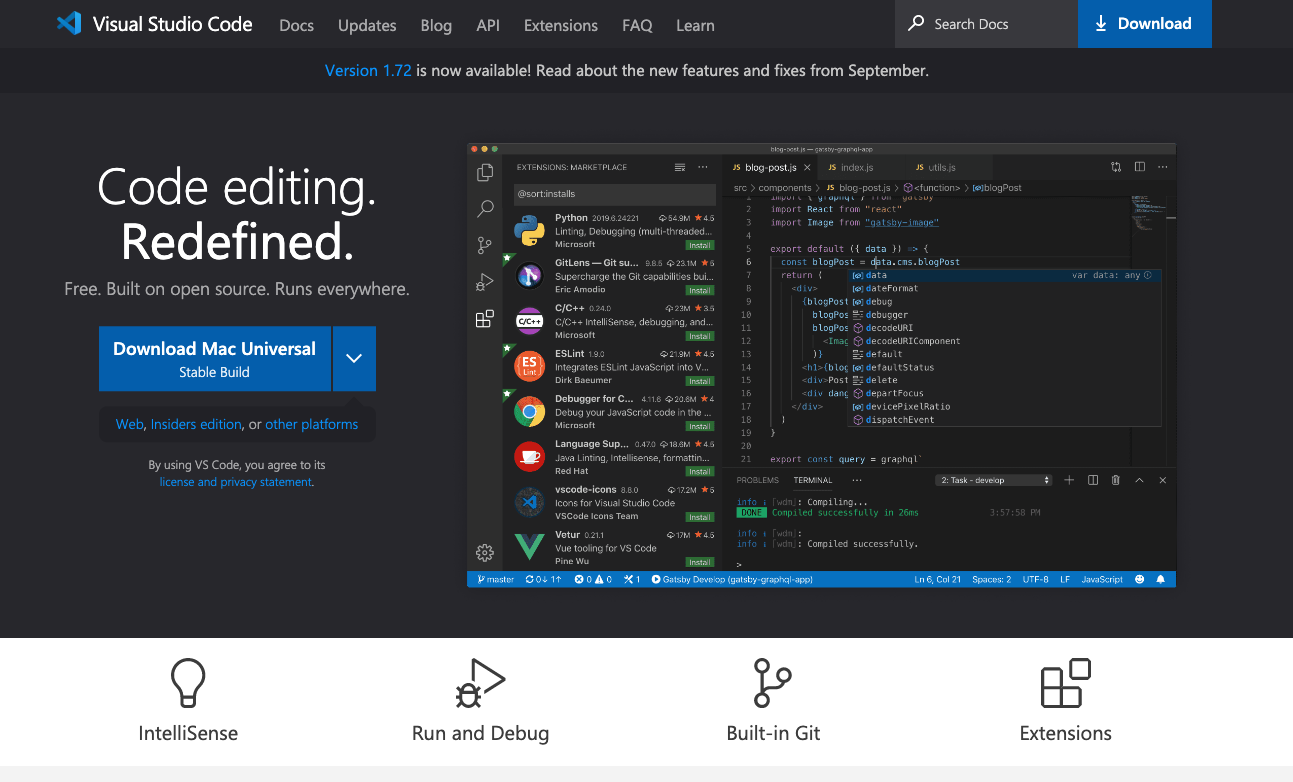 Visual Studio Code Docs Updates Blog API Extensions FAQ Learn Search Docs Download
Version 1.72 is now available! Read about the new features and fixes from September.
Code editing.
Redefined.
Free. Built on open source. Runs everywhere.
Download Mac Universal
Stable Build
Web, Insiders edition, or other platforms
By using VS Code, you agree to its
license and privacy statement.
blog-post.js — gatsby-graphql-app
EXTENSIONS: MARKETPLACE
@sort:installs
Python 2019.6.24221 54.9M 4.5
Linting, Debugging (multi-threaded...
Microsoft Install
GitLens — Git su... 9.8.5 23.1M 5
Supercharge the Git capabilities bui...
Eric Amodio Install
C/C++ 0.24.0 23M 3.5
C/C++ IntelliSense, debugging, and...
Microsoft Install
C/C++
ESLint 1.9.0 21.9M 4.5
Integrates ESLint JavaScript into V...
Dirk Baeumer Install
ES
Lint
Debugger for C... 4.11.6 20.6M 4
Debug your JavaScript code in the ...
Microsoft Install
Language Sup... 0.47.0 18.6M 4.5
Java Linting, Intellisense, formattin...
Red Hat Install
vscode-icons 8.8.0 17.2M 5
Icons for Visual Studio Code
VSCode Icons Team Install
Vetur 0.21.1 17M 4.5
Vue tooling for VS Code
Pine Wu Install
JS blog-post.js JS index.js JS utils.js
src > components > JS blog-post.js > <function> > blogPost
1 import { graphql } from "gatsby"
2 import React from "react"
3 import Image from "gatsby-image"
4
5 export default ({ data }) => {
6 const blogPost = data.cms.blogPost
7 return (
8 <div>
9 {blogPost
10 blogPos
11 blogPos
12 <Imag
13 )}
14 <h1>{blog
15 <div>Post
16 <div dang
17 </div>
18 )
19 }
20
21 export const query = graphql`
data var data: any
dateFormat
debug
debugger
decodeURI
decodeURIComponent
default
defaultStatus
delete
departFocus
devicePixelRatio
dispatchEvent
PROBLEMS TERMINAL ··· 2: Task - develop
info : [wdm]: Compiling...
DONE Compiled successfully in 26ms 3:57:58 PM
info : [wdm]:
info : [wdm]: Compiled successfully.
>
master 0↓ 1↑ 0 0 1 Gatsby Develop (gatsby-graphql-app) Ln 6, Col 21 Spaces: 2 UTF-8 LF JavaScript
IntelliSense Run and Debug Built-in Git Extensions